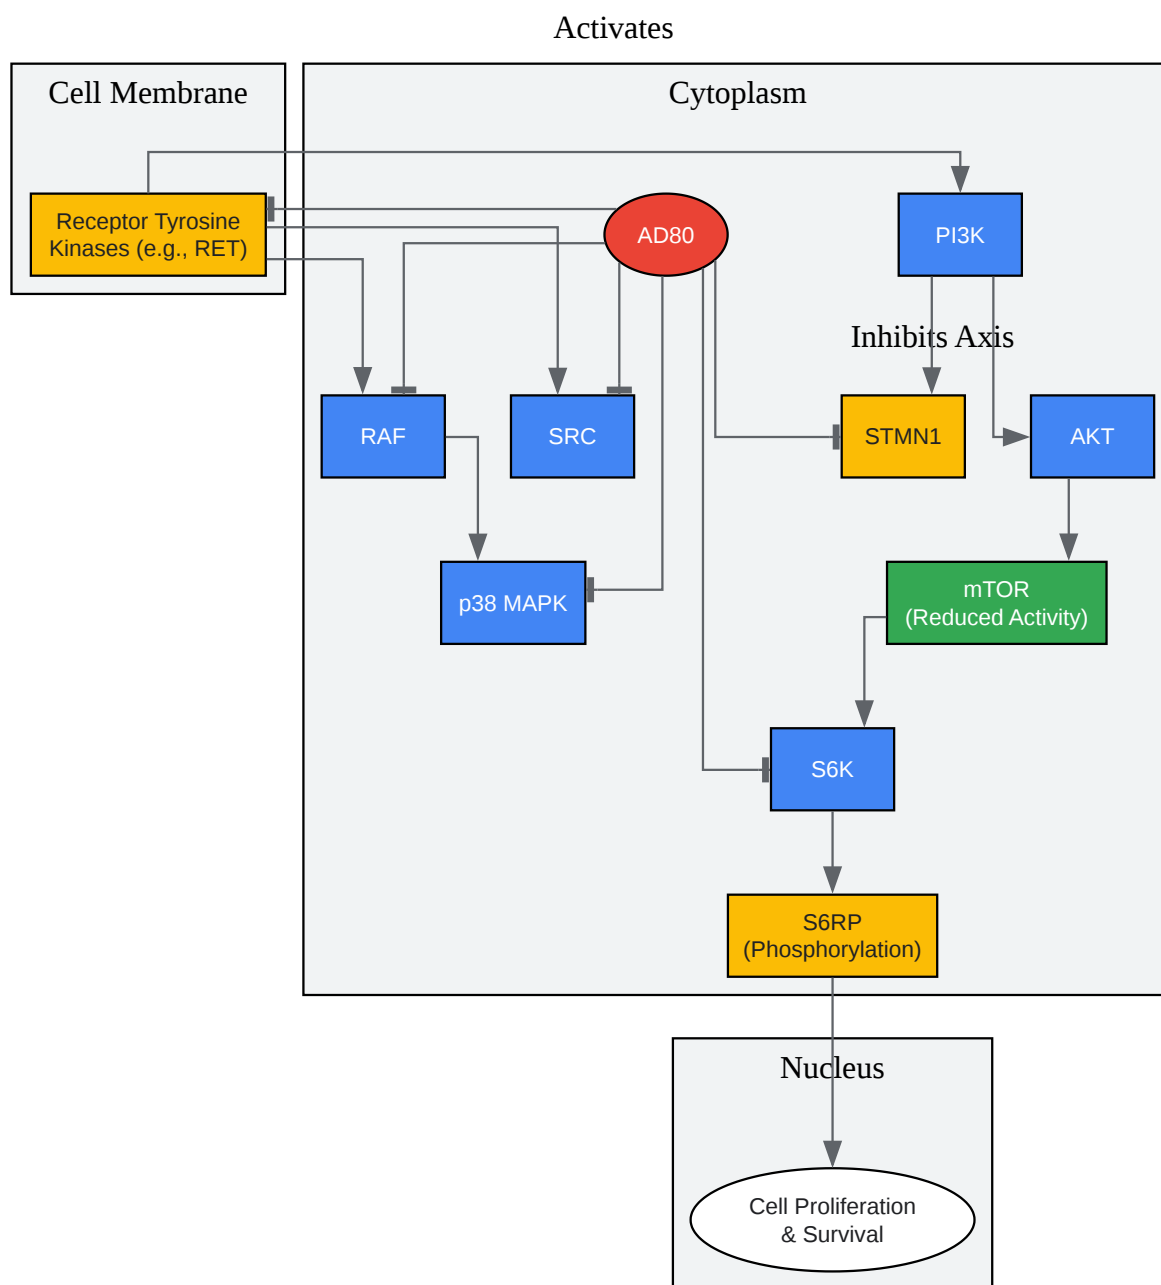 Activates
Cell Membrane
Cytoplasm
Receptor Tyrosine
Kinases (e.g., RET)
AD80
PI3K
Inhibits Axis
RAF
SRC
STMN1
AKT
p38 MAPK
mTOR
(Reduced Activity)
S6K
S6RP
(Phosphorylation)
Nucleus
Cell Proliferation
& Survival